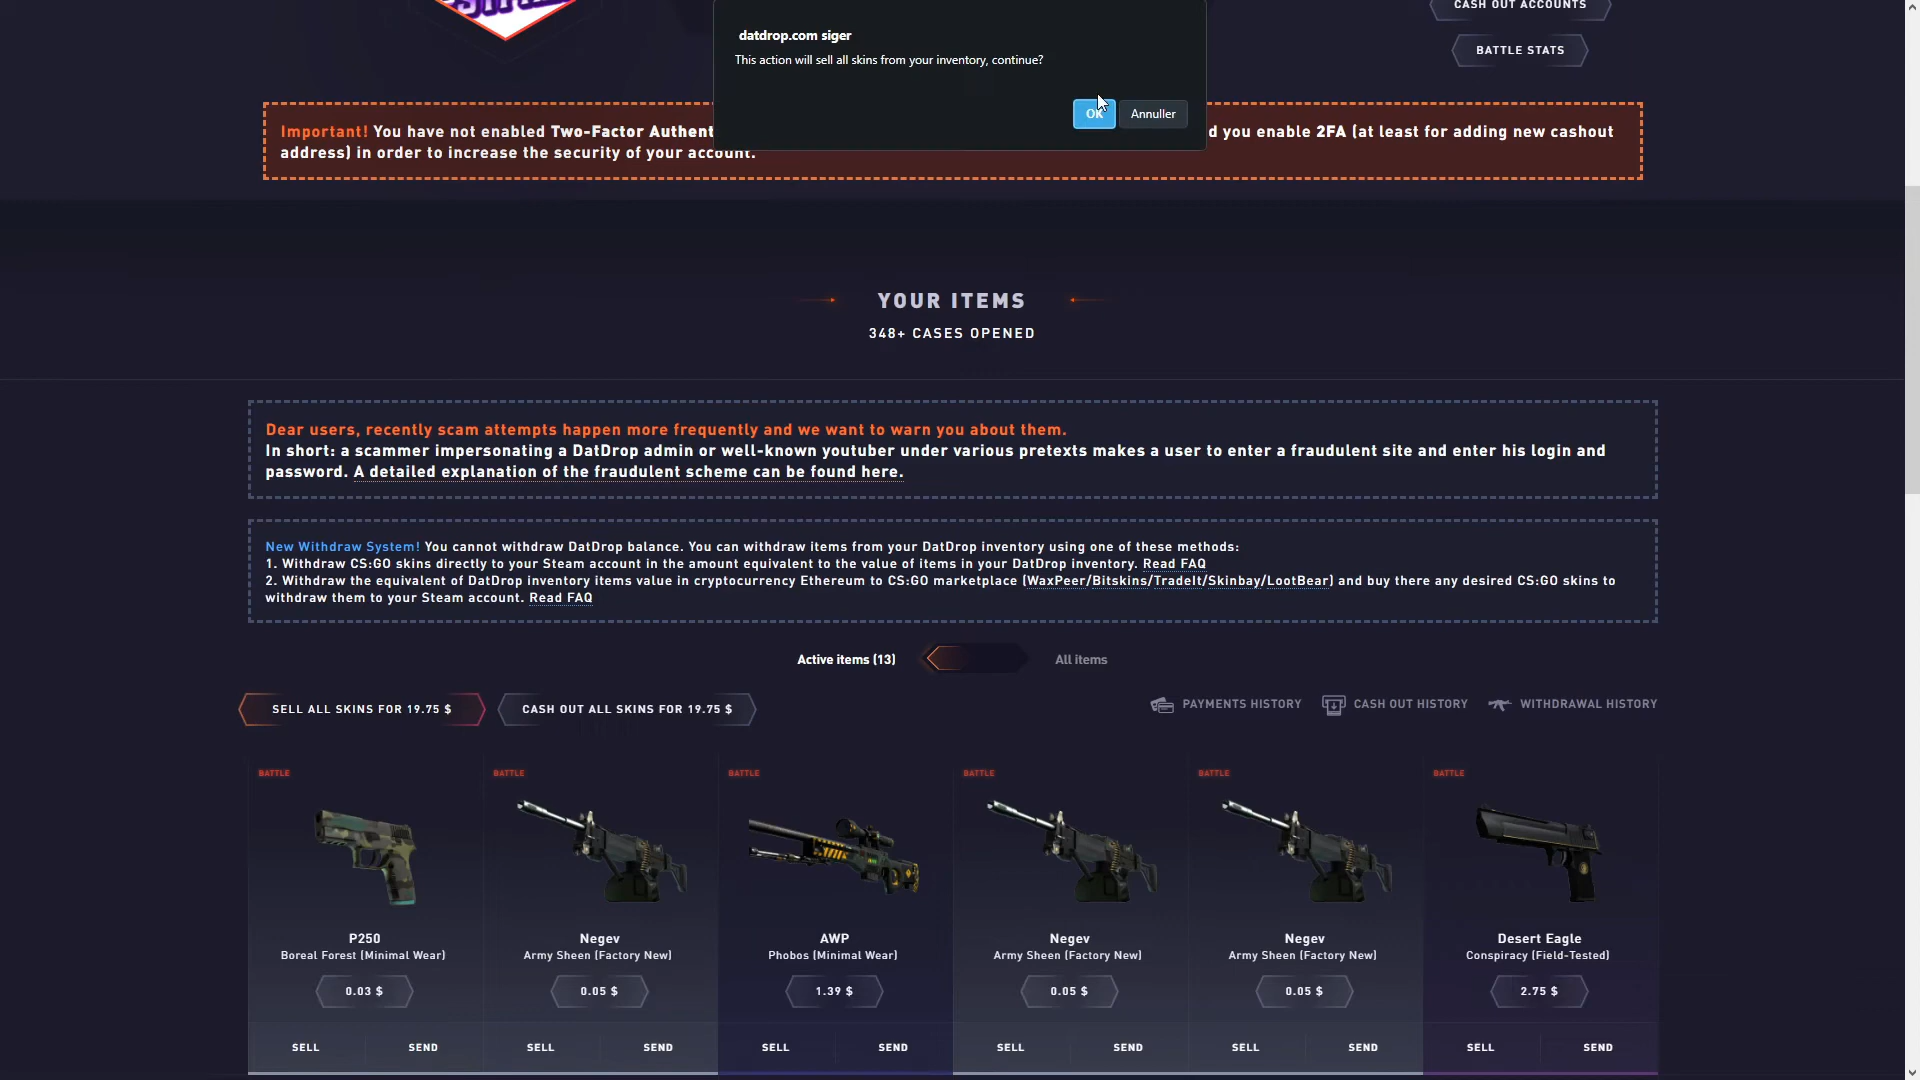 CASH OUT ACCOUNTS
BATTLE STATS
datdrop.com siger
This action will sell all skins from your inventory, continue?
OK
Annuller
Important! You have not enabled Two-Factor Authent
d you enable 2FA (at least for adding new cashout
address) in order to increase the security of your account.
YOUR ITEMS
348+ CASES OPENED
Dear users, recently scam attempts happen more frequently and we want to warn you about them.
In short: a scammer impersonating a DatDrop admin or well-known youtuber under various pretexts makes a user to enter a fraudulent site and enter his login and
password. A detailed explanation of the fraudulent scheme can be found here.
New Withdraw System! You cannot withdraw DatDrop balance. You can withdraw items from your DatDrop inventory using one of these methods:
1. Withdraw CS:GO skins directly to your Steam account in the amount equivalent to the value of items in your DatDrop inventory. Read FAQ
2. Withdraw the equivalent of DatDrop inventory items value in cryptocurrency Ethereum to CS:GO marketplace (WaxPeer/Bitskins/TradeIt/Skinbay/LootBear) and buy there any desired CS:GO skins to
withdraw them to your Steam account. Read FAQ
Active items (13)
All items
SELL ALL SKINS FOR 19.75 $
CASH OUT ALL SKINS FOR 19.75 $
PAYMENTS HISTORY
CASH OUT HISTORY
WITHDRAWAL HISTORY
BATTLE
BATTLE
BATTLE
BATTLE
BATTLE
BATTLE
P250
Boreal Forest (Minimal Wear)
0.03 $
SELL
SEND
Negev
Army Sheen (Factory New)
0.05 $
SELL
SEND
AWP
Phobos (Minimal Wear)
1.39 $
SELL
SEND
Negev
Army Sheen (Factory New)
0.05 $
SELL
SEND
Negev
Army Sheen (Factory New)
0.05 $
SELL
SEND
Desert Eagle
Conspiracy (Field-Tested)
2.75 $
SELL
SEND